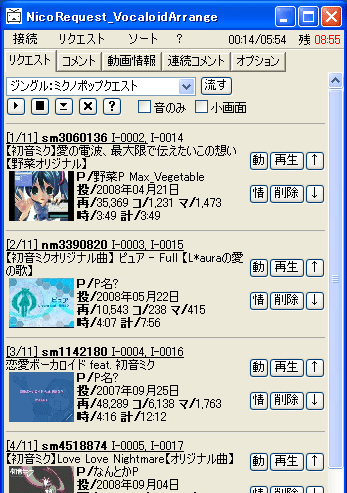 NicoRequest_VocaloidArrange
接続 リクエスト ソート ? 00:14/05:54 残 08:55
リクエスト コメント 動画情報 連続コメント オプション
ジングル:ミクノポップクエスト 流す
? 音のみ 小画面
[1/11] sm3060136 I-0002, I-0014
【初音ミク】愛の電波、最大限で伝えたいこの想い
【野菜オリジナル】
動 再生 ↑
P/野菜P Max_Vegetable
投/2008年04月21日
情 削除 ↓
再/35,369 コ/1,231 マ/1,473
時/3:49 計/3:49
[2/11] nm3390820 I-0003, I-0015
【初音ミクオリジナル曲】 ピュア - Full 【L*auraの愛
の歌】
動 再生 ↑
P/P名?
投/2008年05月22日
情 削除 ↓
再/10,543 コ/238 マ/415
時/4:07 計/7:56
ピュア
[3/11] sm1142180 I-0004, I-0016
恋愛ボーカロイド feat. 初音ミク
動 再生 ↑
P/P名?
投/2007年09月25日
情 削除 ↓
再/48,289 コ/6,138 マ/1,763
時/4:16 計/12:12
[4/11] sm4518874 I-0005, I-0017
【初音ミク】Love Love Nightmare【オリジナル曲】
動 再生 ↑
P/なんとかP
投/2008年09月04日
情 削除 ↓